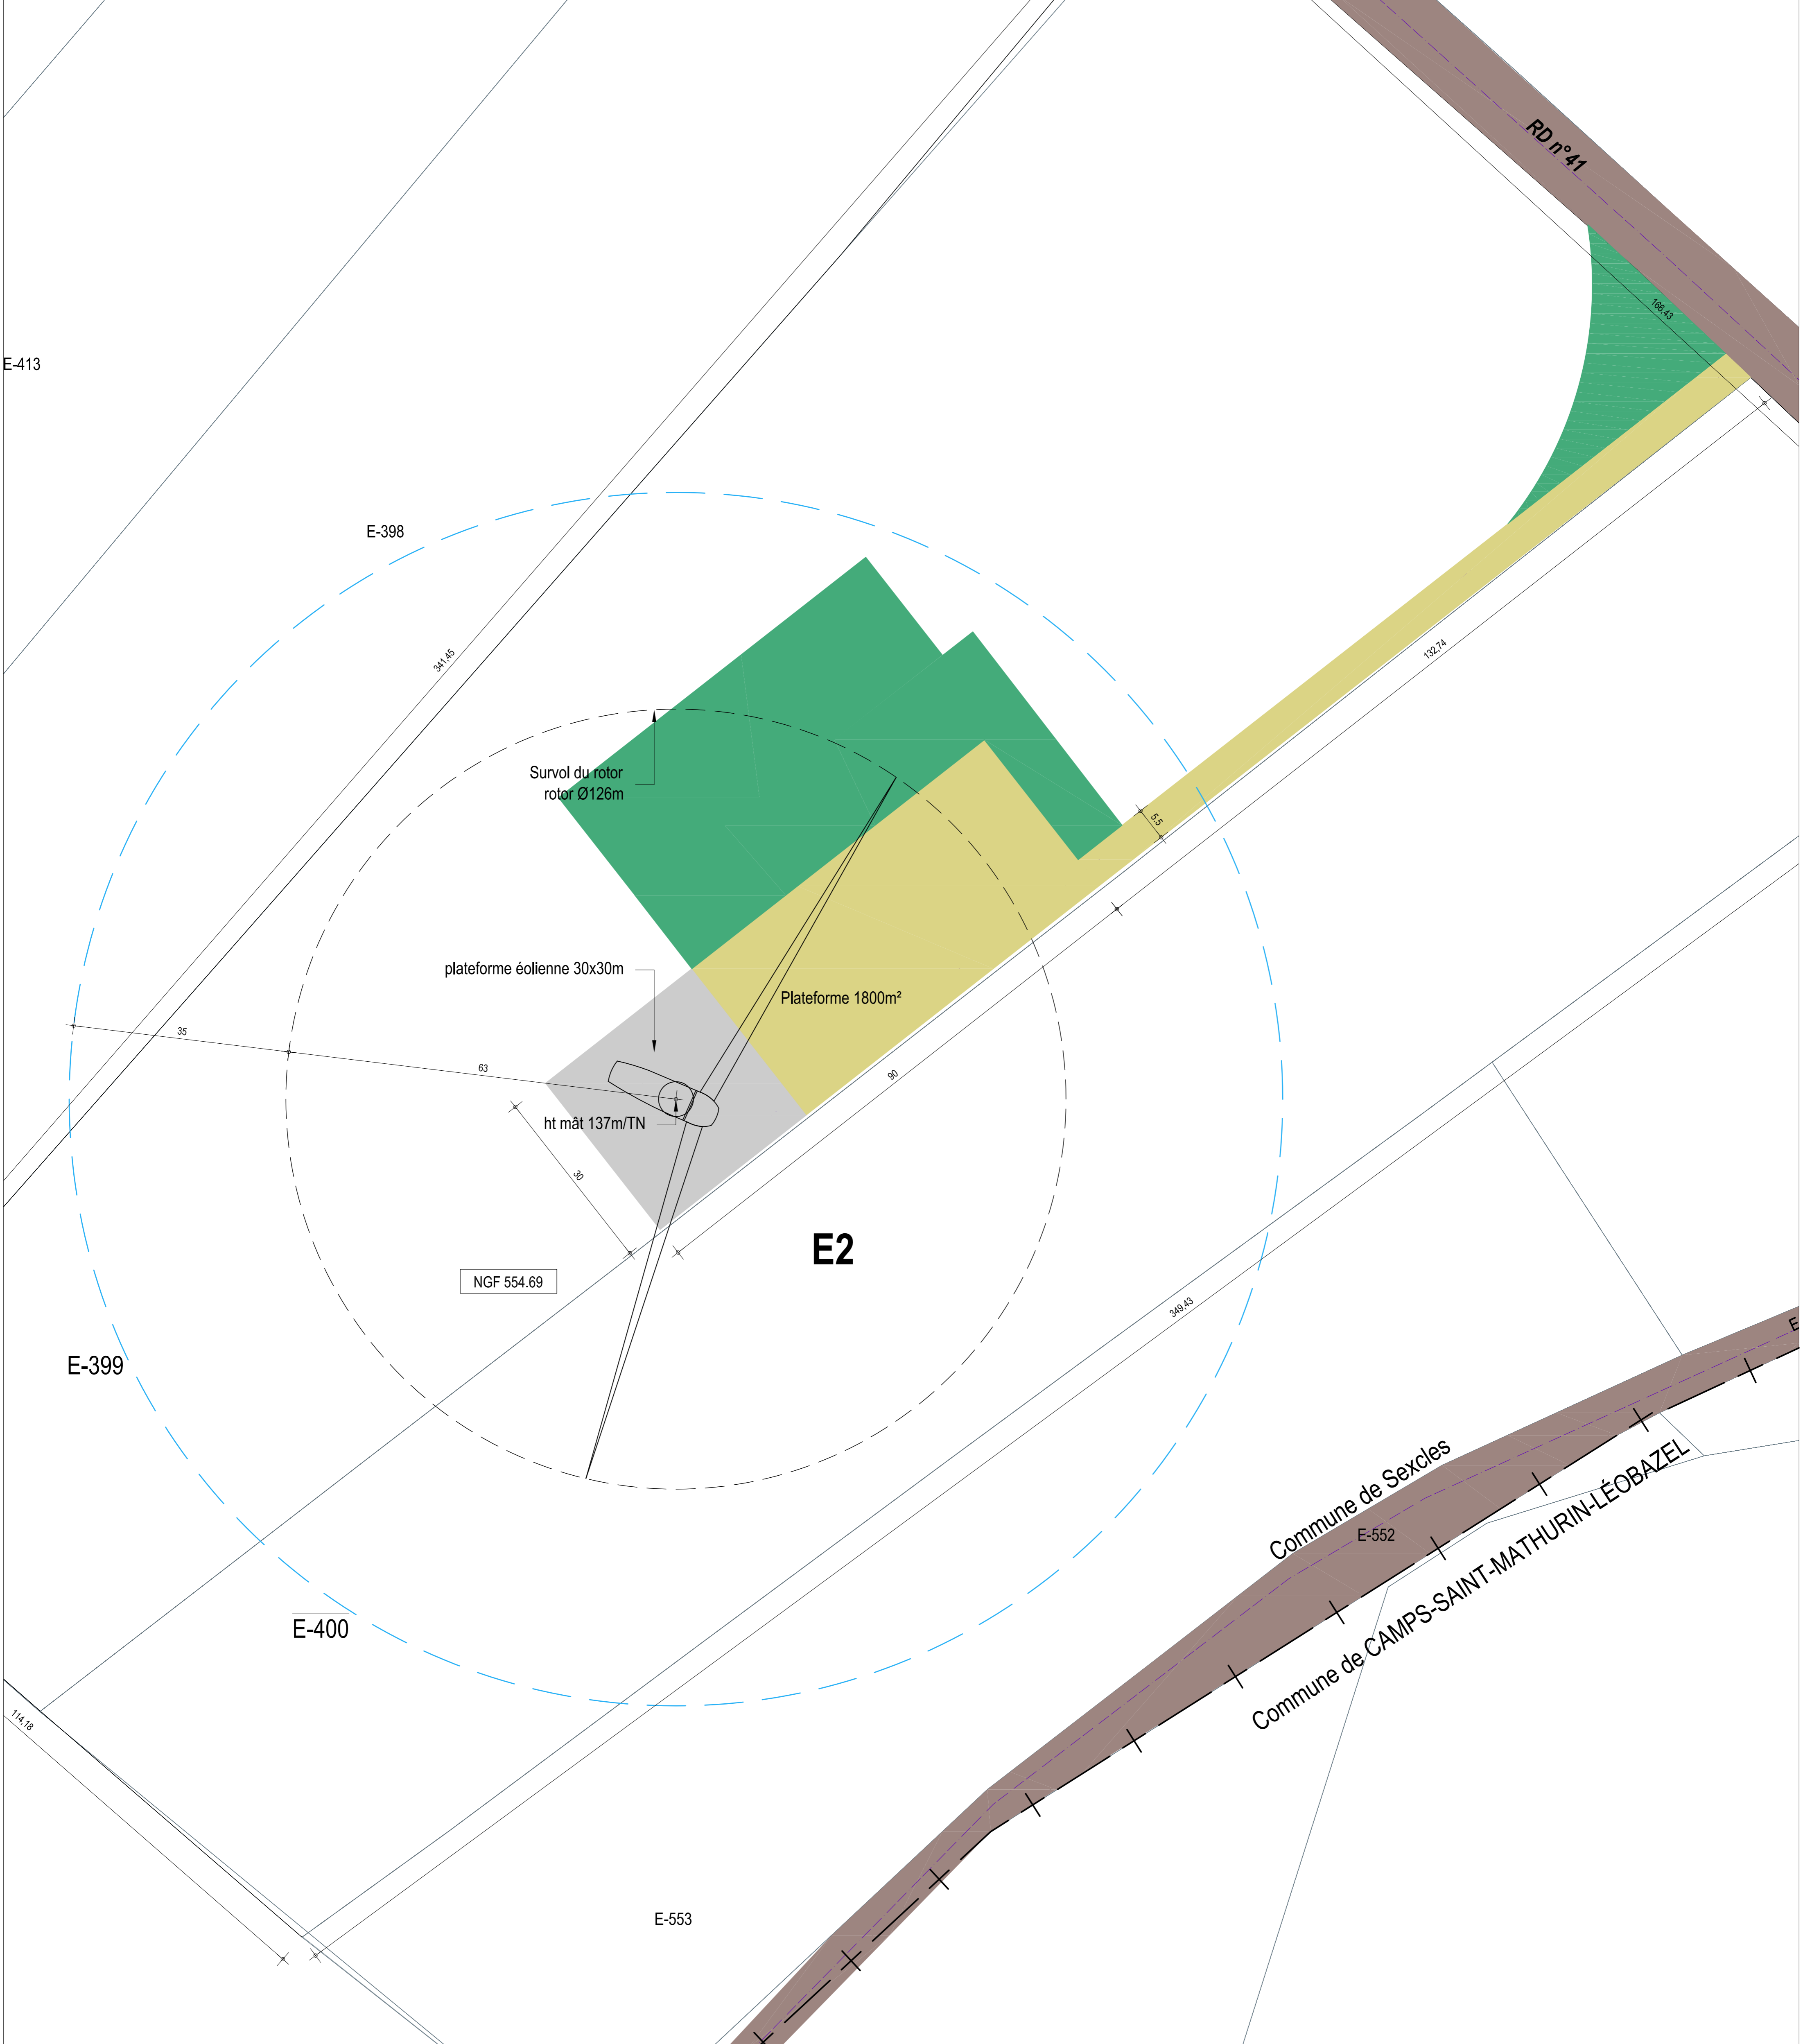 RD n°41
166,43
E-413
E-398
341,45
132,74
Survol du rotor
rotor Ø126m
5.5
plateforme éolienne 30x30m
Plateforme 1800m²
35
63
90
ht mât 137m/TN
30
E2
NGF 554.69
349,43
E
E-399
Commune de Sexcles
E-552
Commune de CAMPS-SAINT-MATHURIN-LÉOBAZEL
E-400
114,18
E-553